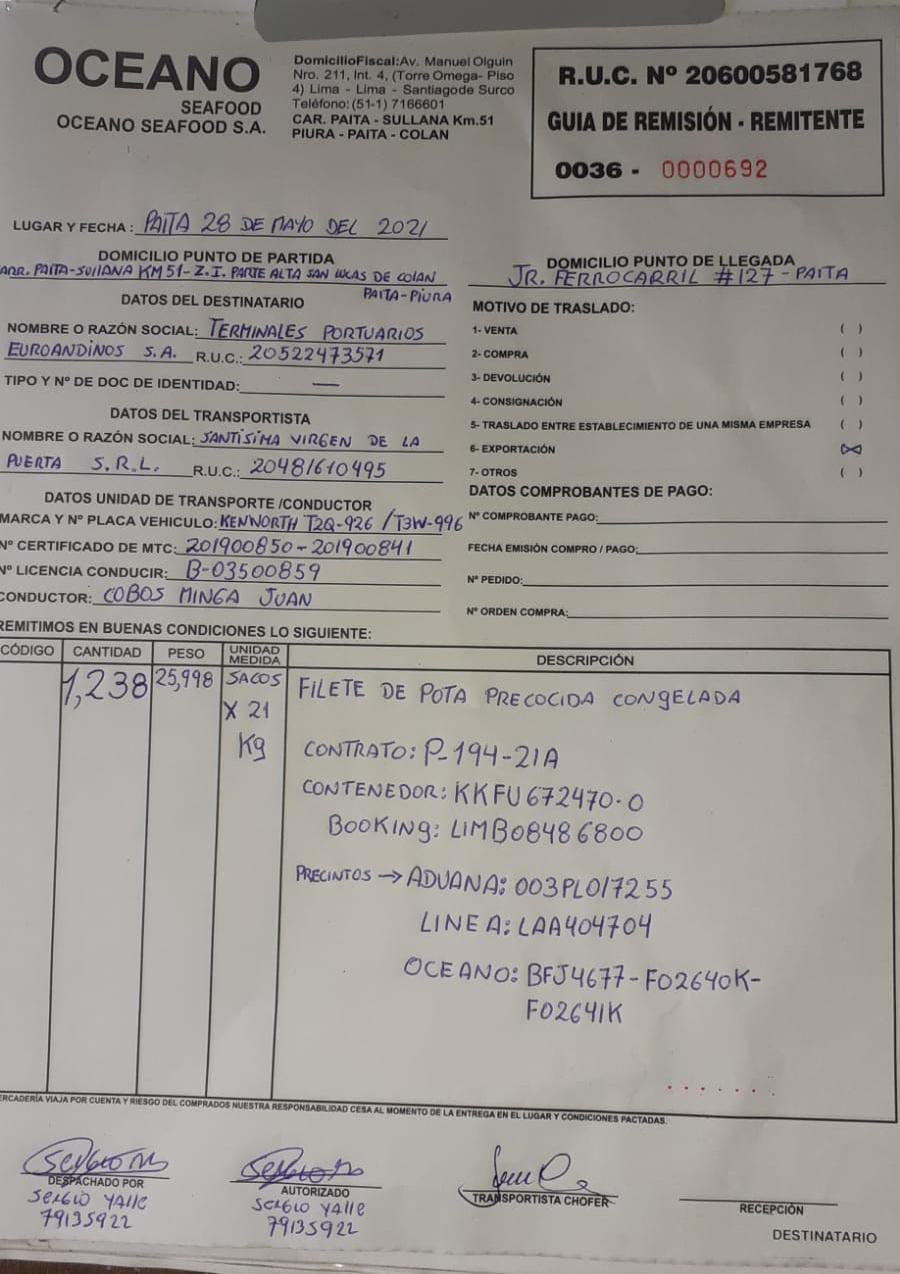 OCEANO
SEAFOOD
OCEANO SEAFOOD S.A.
DomicilioFiscal: Av. Manuel Olguin
Nro. 211, Int. 4, (Torre Omega- Piso
4) Lima - Lima - Santiagode Surco
Teléfono: (51-1) 7166601
CAR. PAITA - SULLANA Km.51
PIURA - PAITA - COLAN
R.U.C. Nº 20600581768
GUIA DE REMISIÓN - REMITENTE
0036 - 0000692
LUGAR Y FECHA : PAITA 28 DE MAYO DEL 2021
DOMICILIO PUNTO DE PARTIDA
ARR. PAITA-SULLANA KM 51- Z.I. PARTE ALTA SAN LUCAS DE COLAN
PAITA-PIURA
DOMICILIO PUNTO DE LLEGADA
JR. FERROCARRIL #127 - PAITA
DATOS DEL DESTINATARIO
NOMBRE O RAZÓN SOCIAL: TERMINALES PORTUARIOS
EUROANDINOS S.A. R.U.C.: 20522473571
TIPO Y Nº DE DOC DE IDENTIDAD: —
MOTIVO DE TRASLADO:
1- VENTA ( )
2- COMPRA ( )
3- DEVOLUCIÓN ( )
4- CONSIGNACIÓN ( )
5- TRASLADO ENTRE ESTABLECIMIENTO DE UNA MISMA EMPRESA ( )
6- EXPORTACIÓN (X)
7- OTROS ( )
DATOS DEL TRANSPORTISTA
NOMBRE O RAZÓN SOCIAL: SANTÍSIMA VIRGEN DE LA
PUERTA S.R.L. R.U.C.: 20481610495
DATOS UNIDAD DE TRANSPORTE /CONDUCTOR
MARCA Y Nº PLACA VEHICULO: KENWORTH T2Q-926 / T3W-996
Nº CERTIFICADO DE MTC: 201900850-201900841
Nº LICENCIA CONDUCIR: B-03500859
CONDUCTOR: COBOS MINGA JUAN
DATOS COMPROBANTES DE PAGO:
Nº COMPROBANTE PAGO:
FECHA EMISIÓN COMPRO / PAGO:
Nº PEDIDO:
Nº ORDEN COMPRA:
REMITIMOS EN BUENAS CONDICIONES LO SIGUIENTE:
CÓDIGO CANTIDAD PESO UNIDAD MEDIDA DESCRIPCIÓN
1,238 25,998 SACOS FILETE DE POTA PRECOCIDA CONGELADA
X 21
Kg
CONTRATO: P-194-21A
CONTENEDOR: KKFU672470-0
BOOKING: LIMB08486800
PRECINTOS → ADUANA: 003PL017255
LINEA: LAA404704
OCEANO: BFJ4677-F02640K-
F02641K
MERCADERÍA VIAJA POR CUENTA Y RIESGO DEL COMPRADOS NUESTRA RESPONSABILIDAD CESA AL MOMENTO DE LA ENTREGA EN EL LUGAR Y CONDICIONES PACTADAS.
DESPACHADO POR
SERGIO YALLE
79135922
AUTORIZADO
SERGIO YALLE
79135922
TRANSPORTISTA CHOFER
RECEPCIÓN
DESTINATARIO